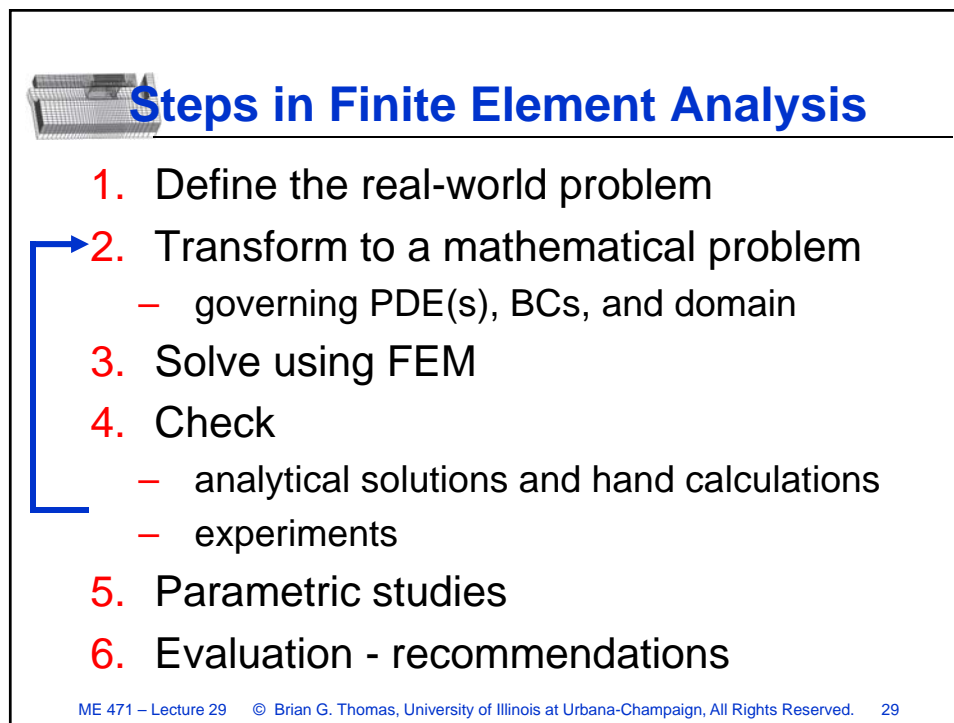 Steps in Finite Element Analysis
1. Define the real-world problem
2. Transform to a mathematical problem
– governing PDE(s), BCs, and domain
3. Solve using FEM
4. Check
– analytical solutions and hand calculations
– experiments
5. Parametric studies
6. Evaluation - recommendations
ME 471 – Lecture 29 © Brian G. Thomas, University of Illinois at Urbana-Champaign, All Rights Reserved. 29